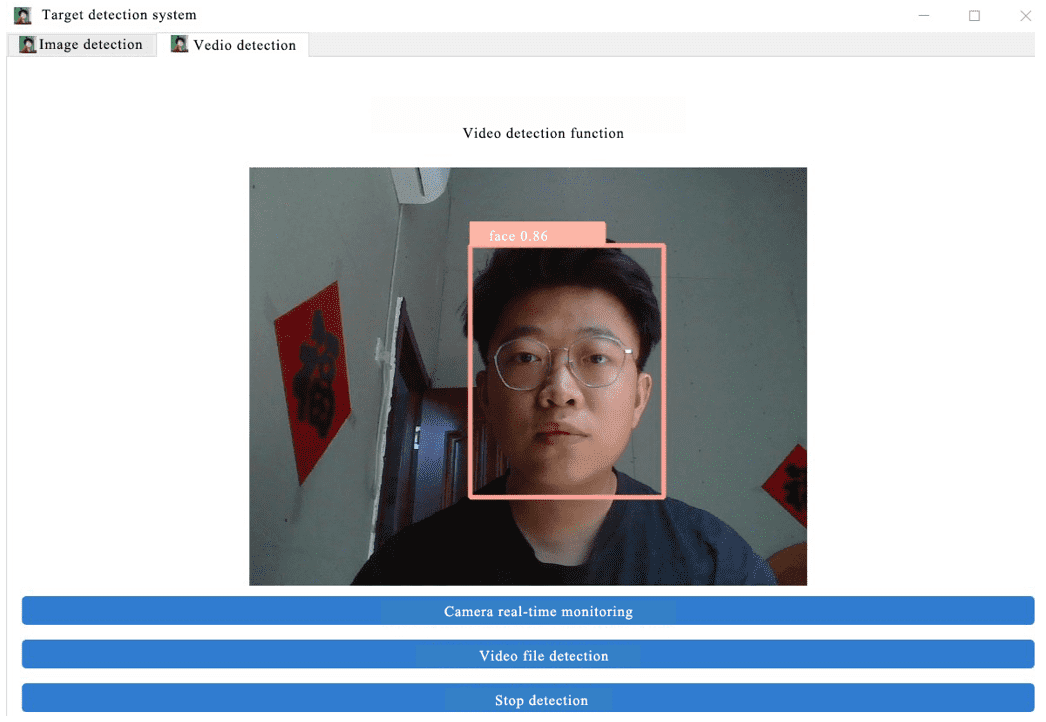 Target detection system
Image detection
Vedio detection
Video detection function
face 0.86
福
Camera real-time monitoring
Video file detection
Stop detection